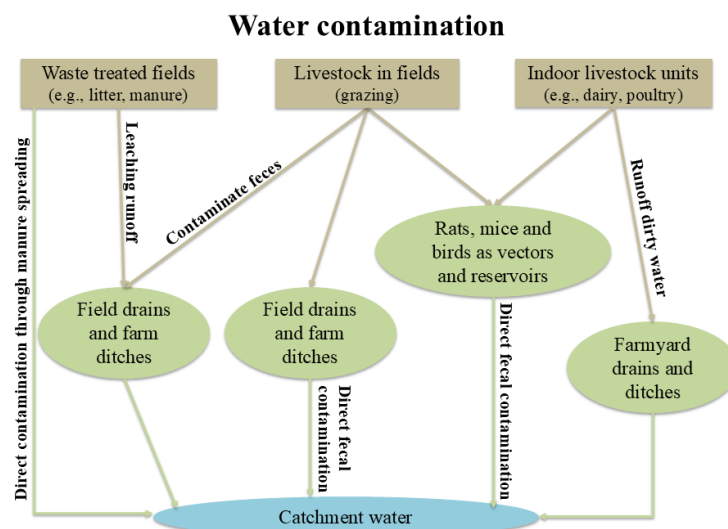 Water contamination
Waste treated fields
(e.g., litter, manure)
Livestock in fields
(grazing)
Indoor livestock units
(e.g., dairy, poultry)
Direct contamination through manure spreading
Leaching runoff
Contaminate feces
Runoff dirty water
Rats, mice and
birds as vectors
and reservoirs
Field drains
and farm
ditches
Field drains
and farm
ditches
Farmyard
drains and
ditches
Direct fecal
contamination
Direct fecal contamination
Catchment water